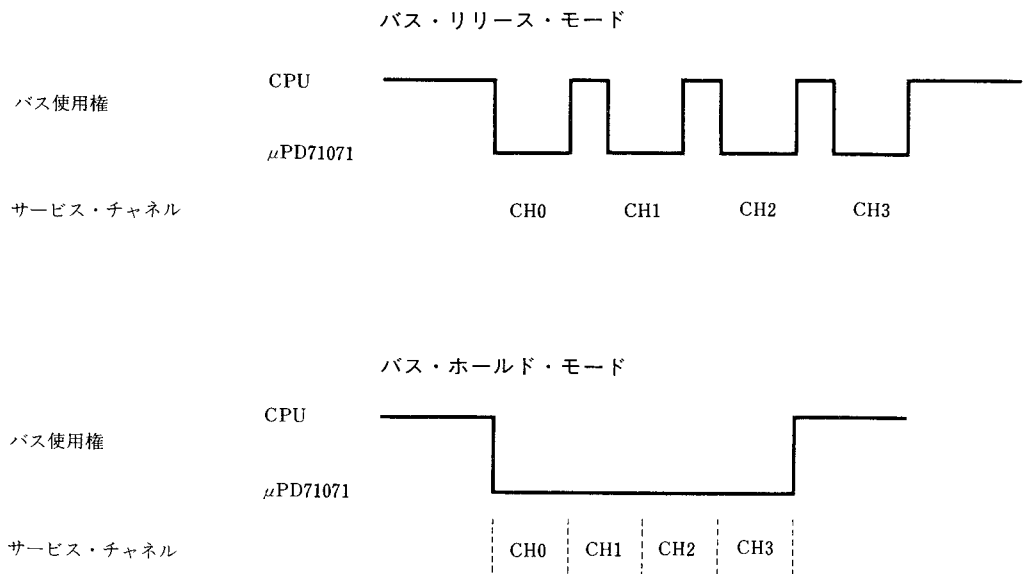 バス・リリース・モード
CPU
バス使用権
μPD71071
サービス・チャネル CH0 CH1 CH2 CH3
バス・ホールド・モード
CPU
バス使用権
μPD71071
サービス・チャネル CH0 CH1 CH2 CH3